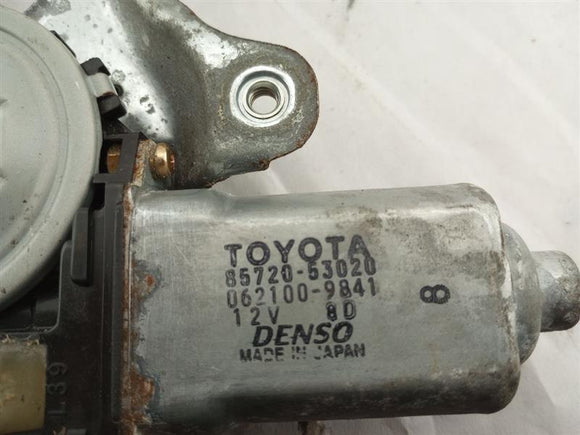 TOYOTA
85720-53020
062100-9841
12V 8D
DENSO
MADE IN JAPAN
8